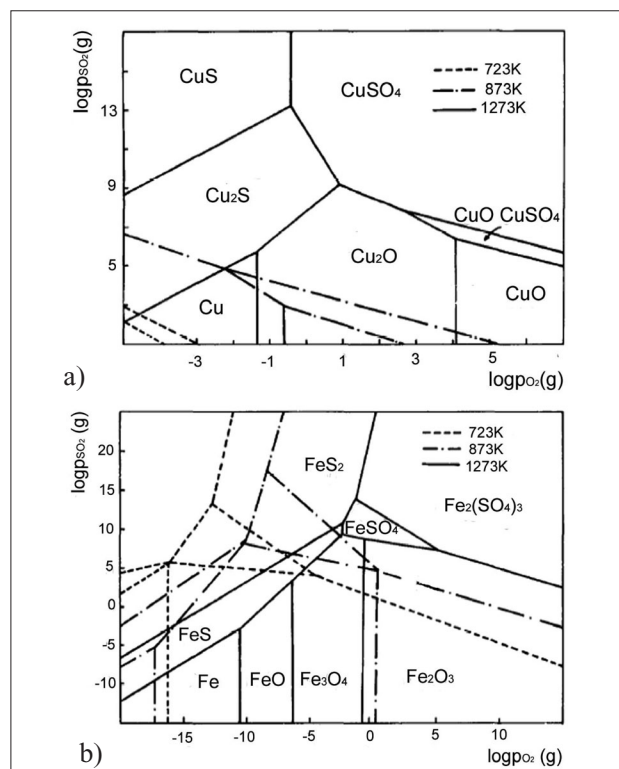 a)
logpSO₂(g)
CuS
CuSO₄
723K
873K
1273K
13
9
5
Cu₂S
CuO CuSO₄
Cu₂O
Cu
CuO
-3
-1
1
3
5
7
logpO₂(g)
b)
logpSO₂ (g)
20
15
10
5
0
-5
-10
FeS₂
723K
873K
1273K
Fe₂(SO₄)₃
FeSO₄
FeS
Fe
FeO
Fe₃O₄
Fe₂O₃
-15
-10
-5
0
5
10
15
logpO₂ (g)